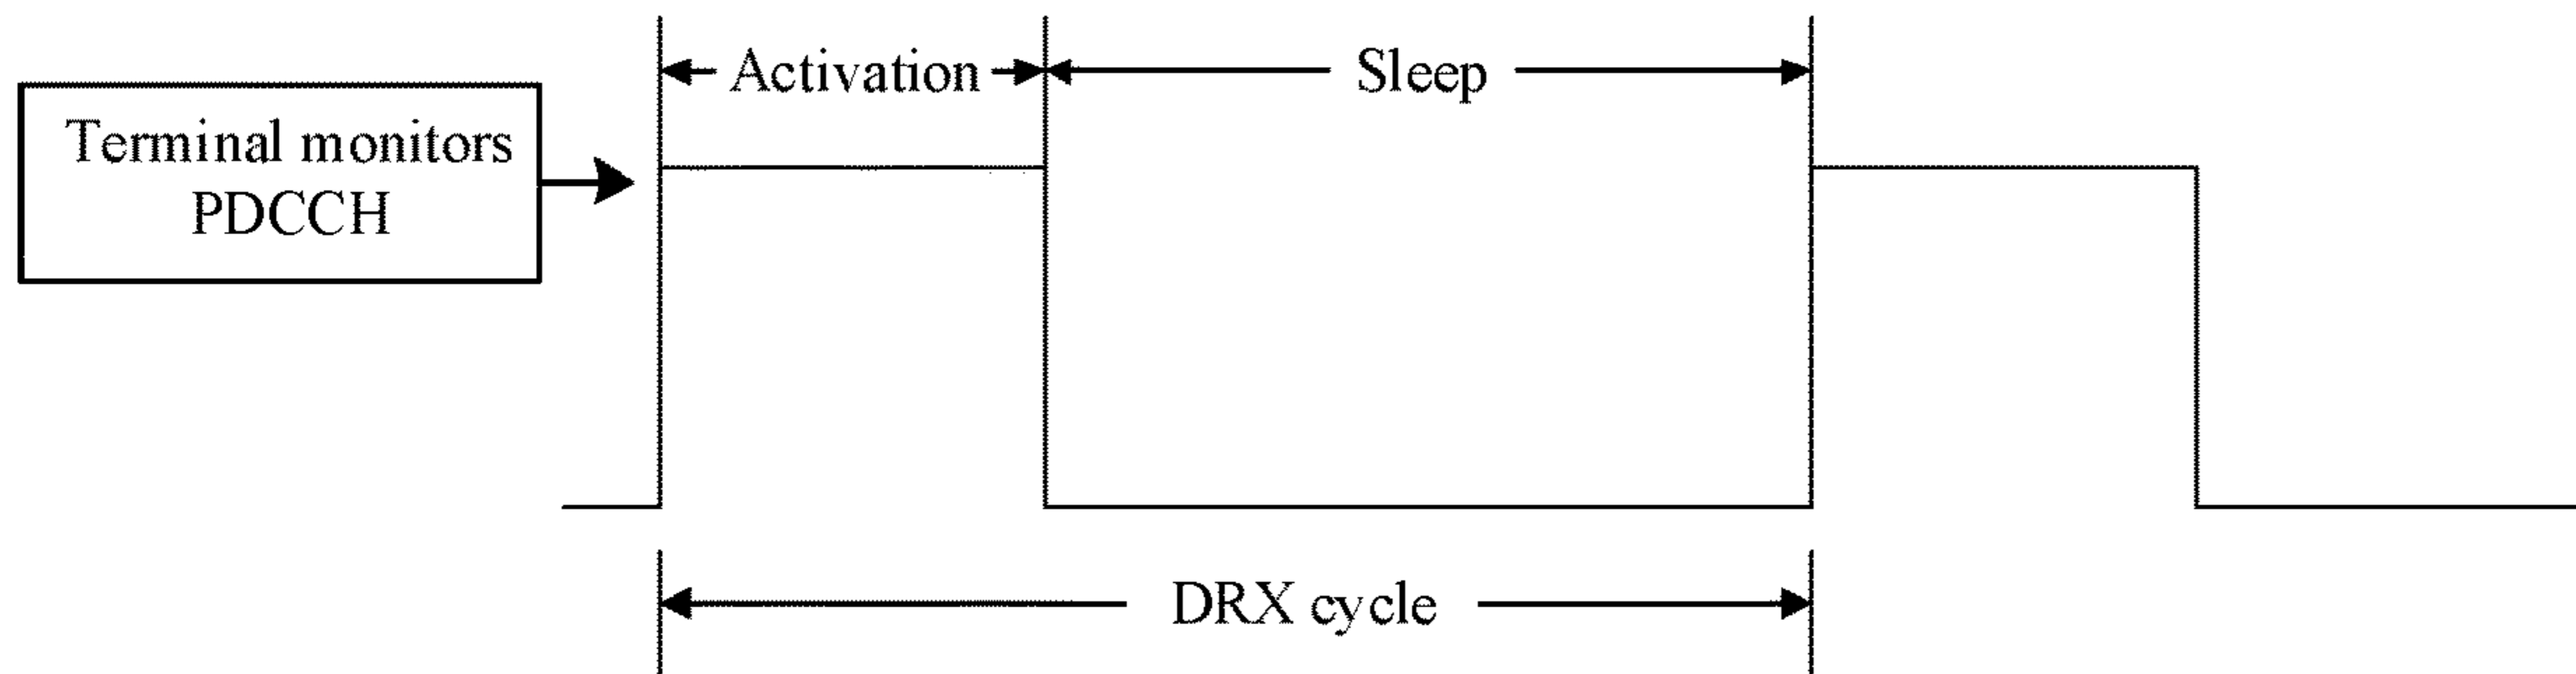 Activation
Sleep
Terminal monitors
PDCCH
DRX cycle